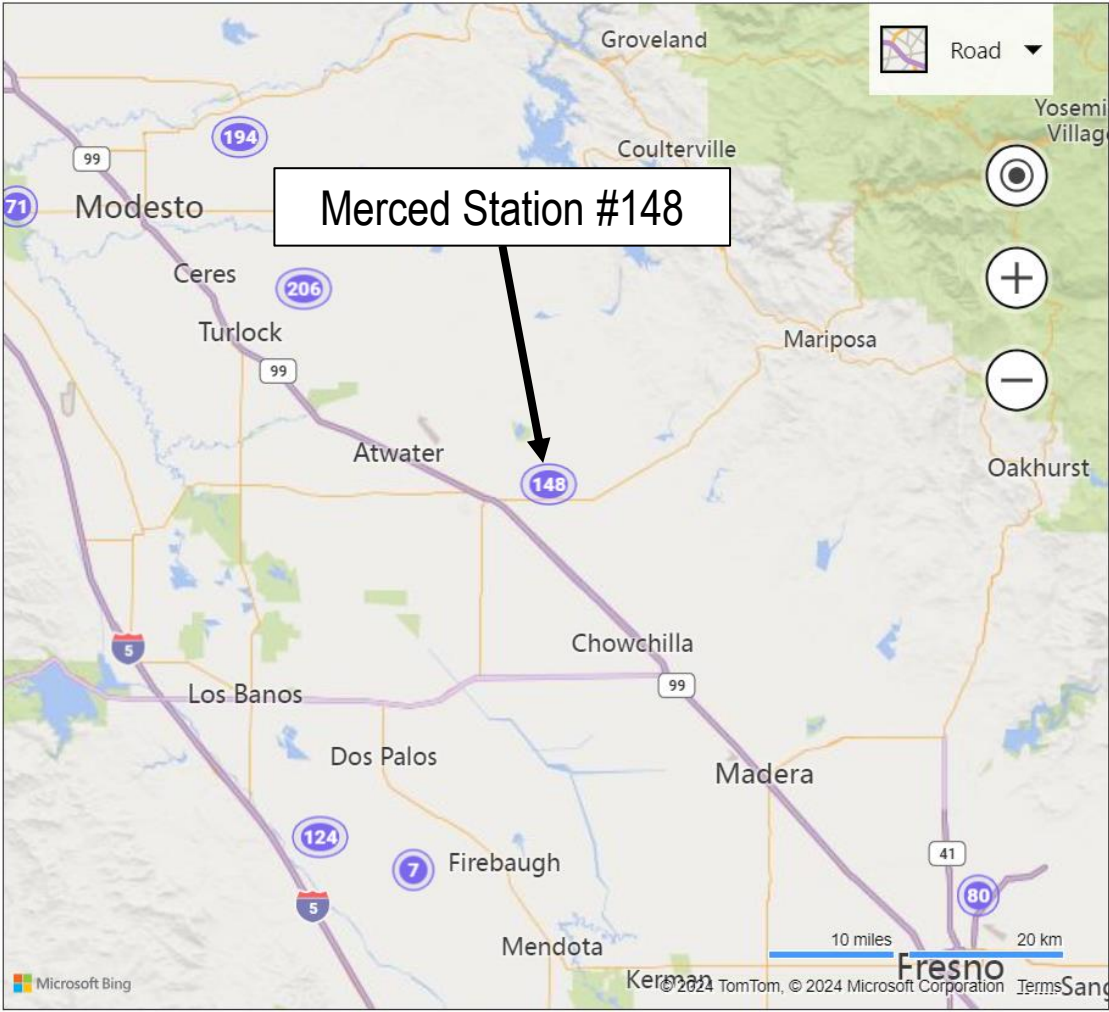 Groveland
Road
Yosemi
Villag
194
Coulterville
99
71
Modesto
Merced Station #148
Ceres
206
Turlock
Mariposa
99
Atwater
Oakhurst
148
Chowchilla
5
99
Los Banos
Dos Palos
Madera
124
41
7
Firebaugh
80
5
10 miles
20 km
Mendota
Fresno
Microsoft Bing
Kerman
© 2024 TomTom, © 2024 Microsoft Corporation Terms
Sang